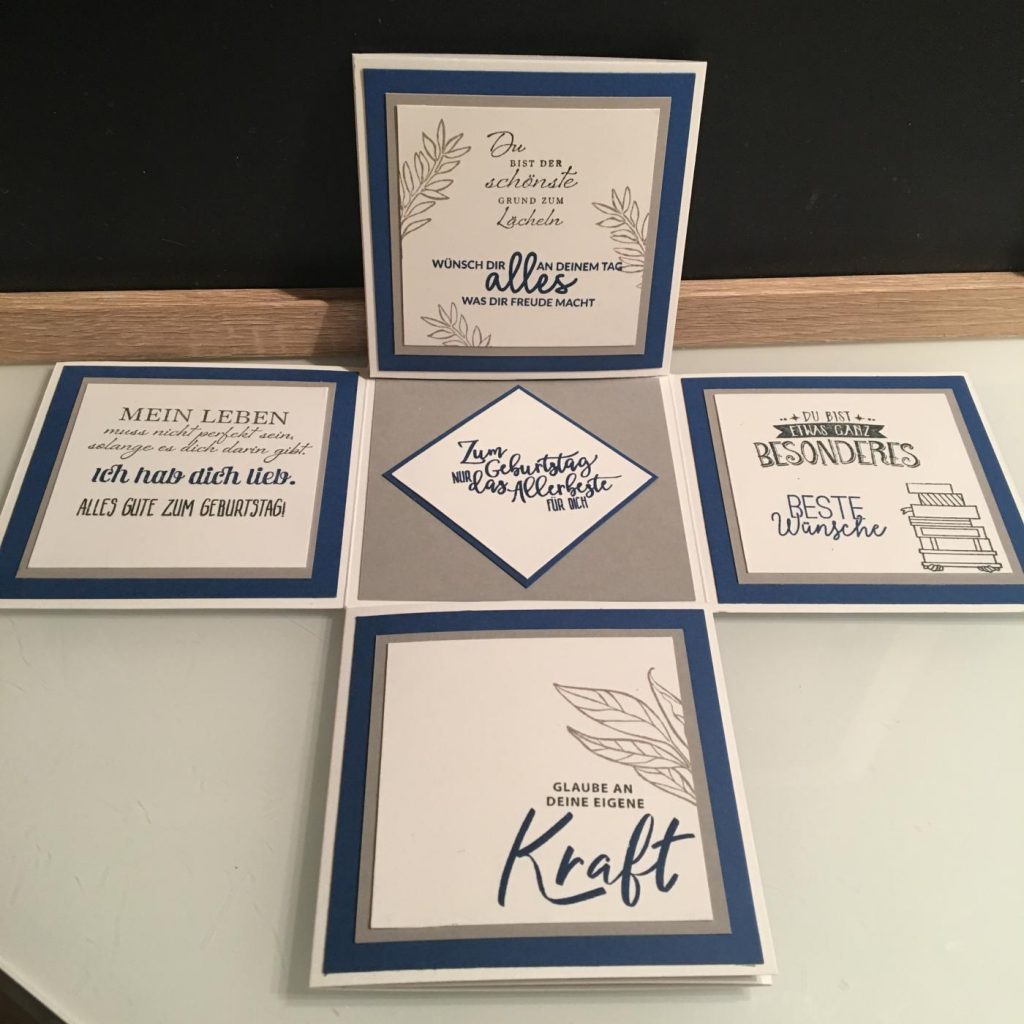 Du
BIST DER
schönste
GRUND ZUM
Lächeln
WÜNSCH DIR alles AN DEINEM TAG
WAS DIR FREUDE MACHT
MEIN LEBEN
muss nicht perfekt sein,
solange es dich darin gibt.
ich hab dich lieb.
ALLES GUTE ZUM GEBURTSTAG!
Zum
Geburtstag
NUR das Allerbeste
FÜR DICH
DU BIST
ETWAS GANZ
BESONDERES
BESTE
Wünsche
GLAUBE AN
DEINE EIGENE
Kraft